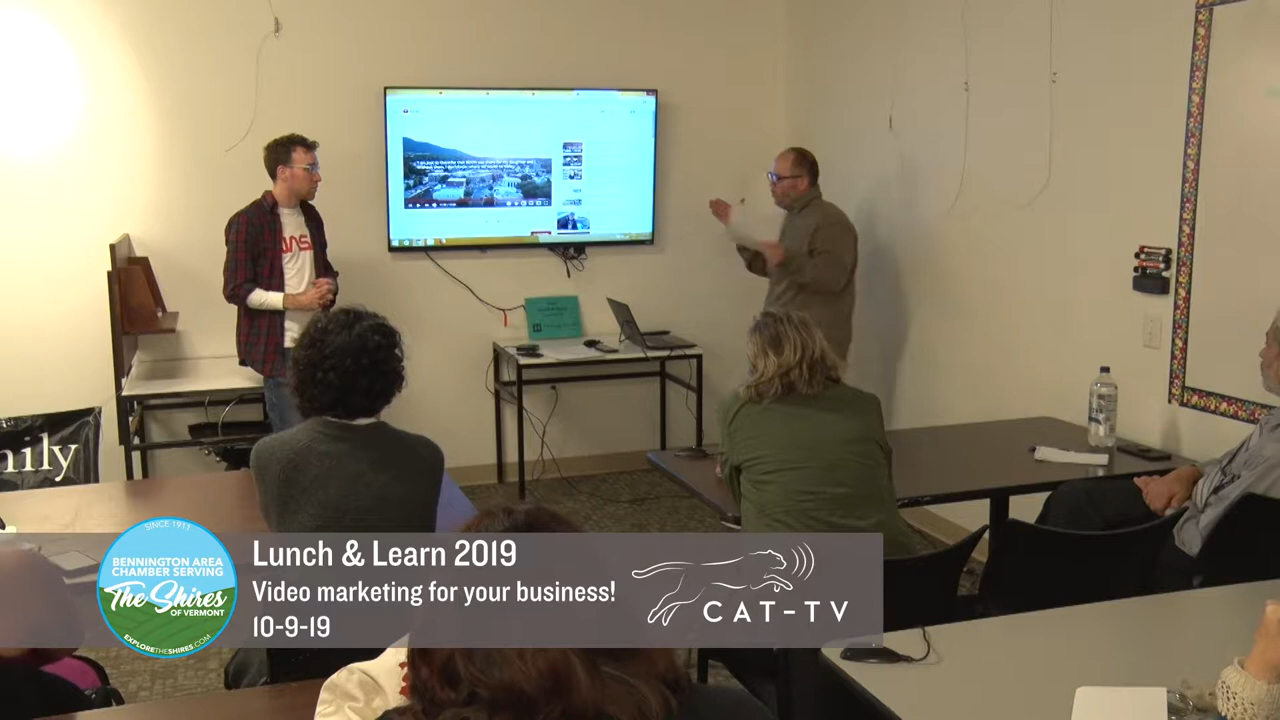 NASA
nily
SINCE 1911
BENNINGTON AREA
CHAMBER SERVING
The Shires
OF VERMONT
EXPLORETHESHIRES.COM
Lunch & Learn 2019
Video marketing for your business!
10-9-19
CAT-TV